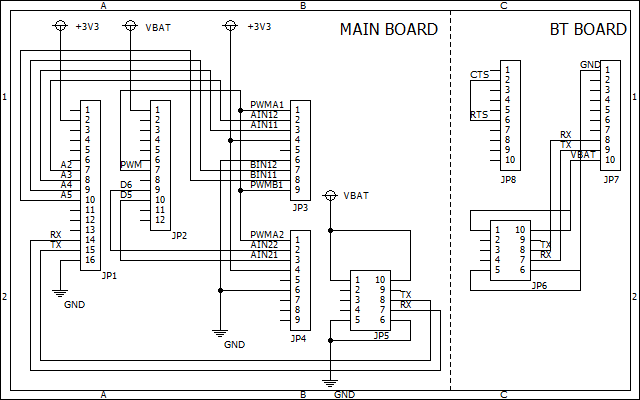 A B C
+3V3 VBAT +3V3 MAIN BOARD BT BOARD
GND
CTS
RTS
RX
TX
VBAT
1 2 3 4 5 6 7 8 9 10
JP8
1 2 3 4 5 6 7 8 9 10
JP7
1 1
PWMA1
AIN12
AIN11
BIN12
BIN11
PWMB1
1 2 3 4 5 6 7 8 9
JP3
A2
A3
A4
A5
RX
TX
1 2 3 4 5 6 7 8 9 10 11 12 13 14 15 16
JP1
GND
PWM
D6
D5
1 2 3 4 5 6 7 8 9 10 11 12
JP2
PWMA2
AIN22
AIN21
1 2 3 4 5 6 7 8 9
JP4
GND
VBAT
1 2 3 4 5
10 9 8 7 6
TX
RX
JP5
GND
1 2 3 4 5
10 9 8 7 6
TX
RX
JP6
2 2
A B C